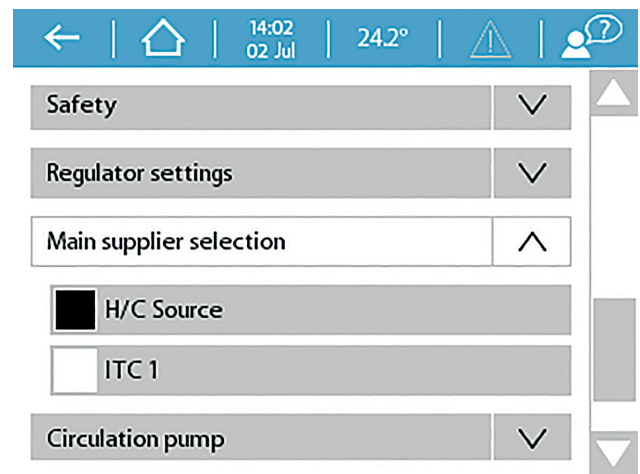 14:02
02 Jul
24.2°
?
Safety
Regulator settings
Main supplier selection
H/C Source
ITC 1
Circulation pump